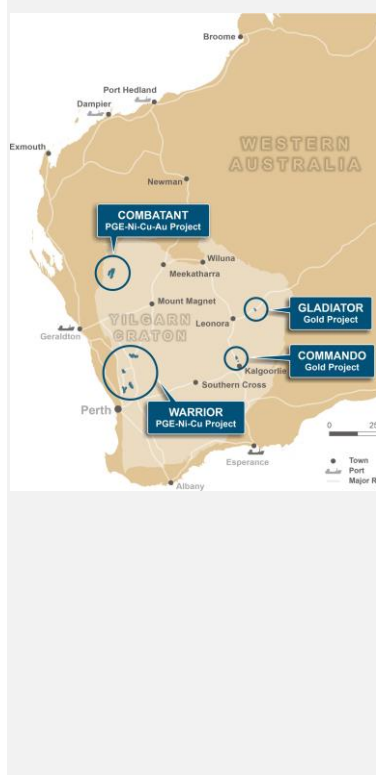 Broome
Port Hedland
Dampier
WESTERN
AUSTRALIA
Exmouth
Newman
COMBATANT
PGE-Ni-Cu-Au Project
Wiluna
Meekatharra
Mount Magnet
GLADIATOR
Gold Project
YILGARN
CRATON
Leonora
Geraldton
COMMANDO
Gold Project
Kalgoorlie
Southern Cross
Perth
WARRIOR
PGE-Ni-Cu Project
0 25
Esperance
Town
Port
Major R
Albany